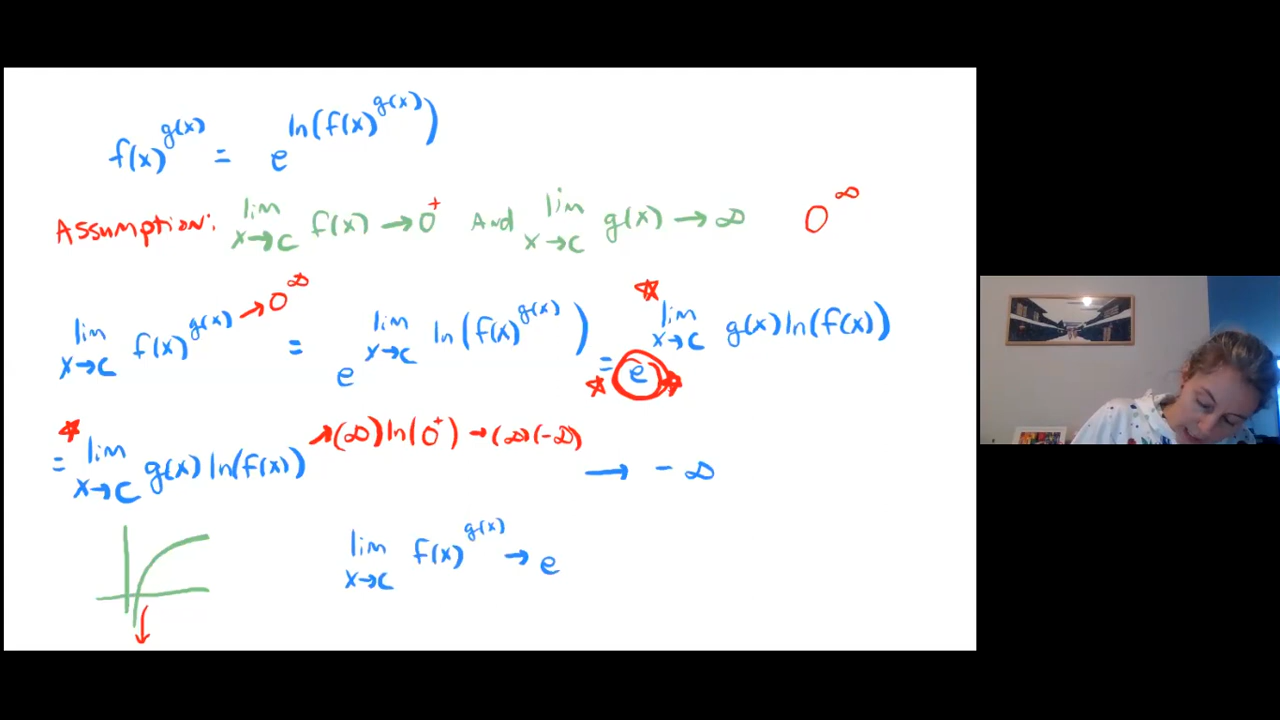 f(x)^g(x) = e^ln(f(x)^g(x))
Assumption: lim x→c f(x) → 0⁺ And lim x→c g(x) → ∞ 0^∞
lim x→c f(x)^g(x) → 0^∞ = e^lim x→c ln(f(x)^g(x)) = e^lim x→c g(x) ln(f(x))
= lim x→c g(x) ln(f(x)) → (∞) ln(0⁺) → (∞)(-∞) → -∞
lim x→c f(x)^g(x) → e